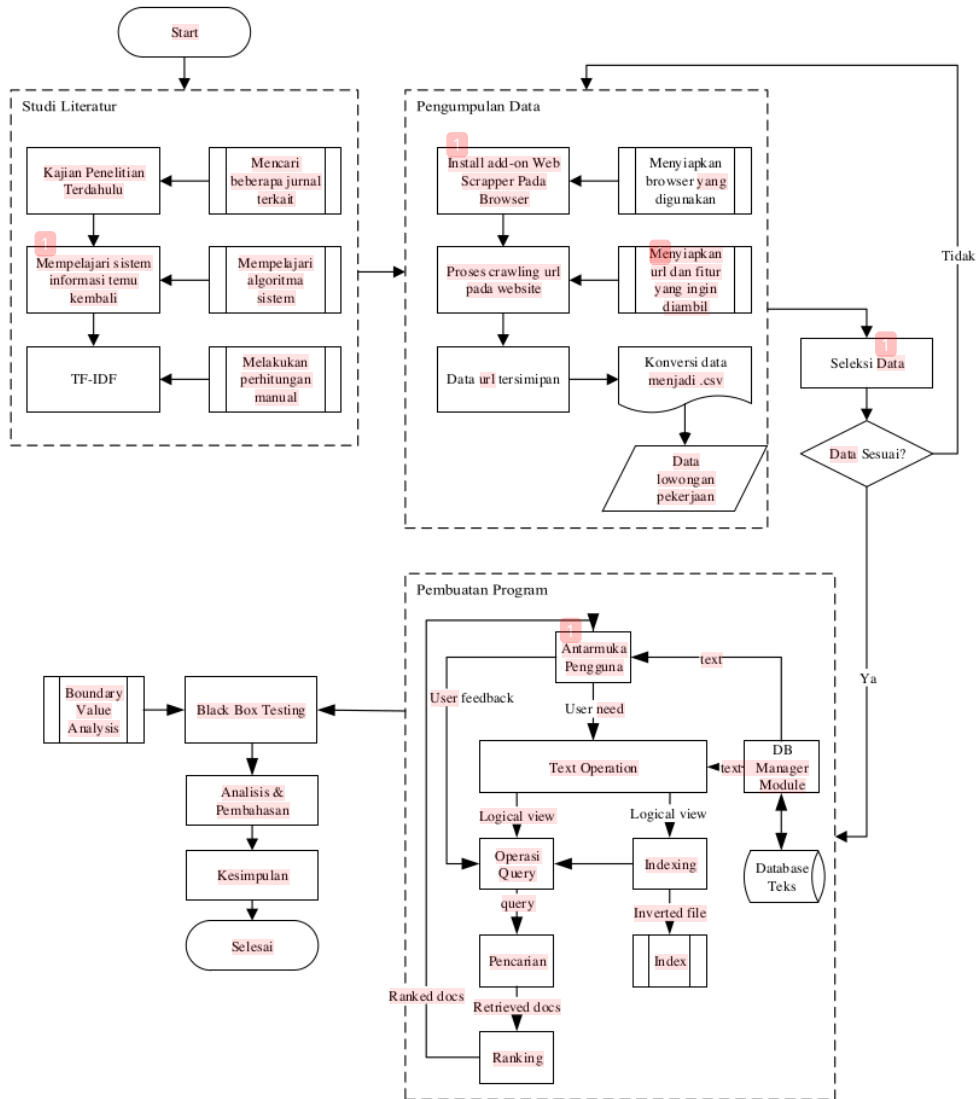 Start
Studi Literatur
Kajian Penelitian
Terdahulu
Mencari
beberapa jurnal
terkait
1
Mempelajari sistem
informasi temu
kembali
Mempelajari
algoritma
sistem
TF-IDF
Melakukan
perhitungan
manual
Pengumpulan Data
1
Install add-on Web
Scrapper Pada
Browser
Menyiapkan
browser yang
digunakan
Proses crawling url
pada website
Menyiapkan
url dan fitur
yang ingin
diambil
Data url tersimipan
Konversi data
menjadi .csv
Data
lowongan
pekerjaan
Tidak
1
Seleksi Data
Data Sesuai?
Ya
Pembuatan Program
1
Antarmuka
Pengguna
text
User feedback
User need
Text Operation
text
DB
Manager
Module
Logical view
Logical view
Operasi
Query
Indexing
Database
Teks
query
Inverted file
Pencarian
Index
Ranked docs
Retrieved docs
Ranking
Boundary
Value
Analysis
Black Box Testing
Analisis &
Pembahasan
Kesimpulan
Selesai